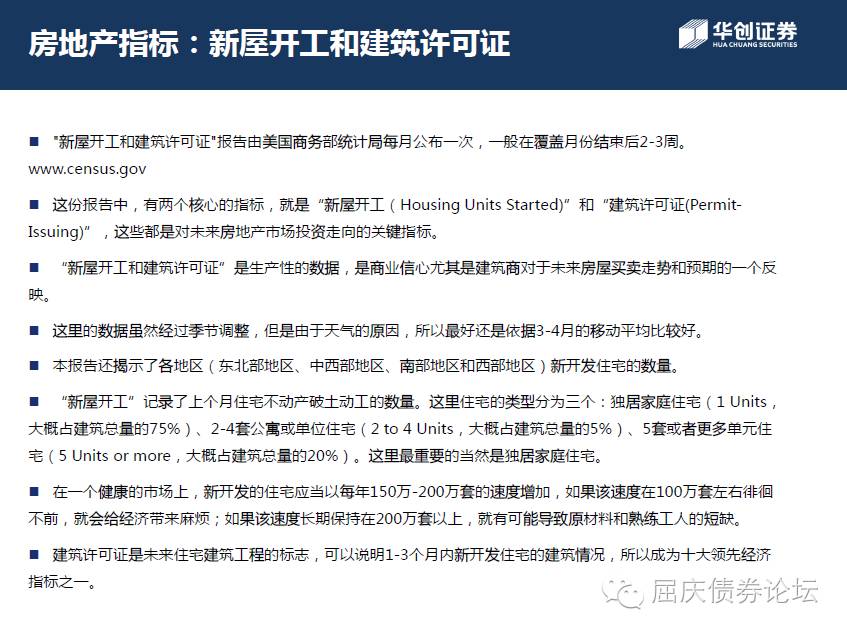 房地产指标：新屋开工和建筑许可证
华创证券
HUA CHUANG SECURITIES
■ "新屋开工和建筑许可证"报告由美国商务部统计局每月公布一次，一般在覆盖月份结束后2-3周。
www.census.gov
■ 这份报告中，有两个核心的指标，就是“新屋开工（Housing Units Started)”和“建筑许可证(Permit-
Issuing)”，这些都是对未来房地产市场投资走向的关键指标。
■ “新屋开工和建筑许可证”是生产性的数据，是商业信心尤其是建筑商对于未来房屋买卖走势和预期的一个反
映。
■ 这里的数据虽然经过季节调整，但是由于天气的原因，所以最好还是依据3-4月的移动平均比较好。
■ 本报告还揭示了各地区（东北部地区、中西部地区、南部地区和西部地区）新开发住宅的数量。
■ “新屋开工”记录了上个月住宅不动产破土动工的数量。这里住宅的类型分为三个：独居家庭住宅（1 Units，
大概占建筑总量的75%）、2-4套公寓或单位住宅（2 to 4 Units，大概占建筑总量的5%）、5套或者更多单元住
宅（5 Units or more，大概占建筑总量的20%）。这里最重要的当然是独居家庭住宅。
■ 在一个健康的市场上，新开发的住宅应当以每年150万-200万套的速度增加，如果该速度在100万套左右徘徊
不前，就会给经济带来麻烦；如果该速度长期保持在200万套以上，就有可能导致原材料和熟练工人的短缺。
■ 建筑许可证是未来住宅建筑工程的标志，可以说明1-3个月内新开发住宅的建筑情况，所以成为十大领先经济
指标之一。
屈庆债券论坛